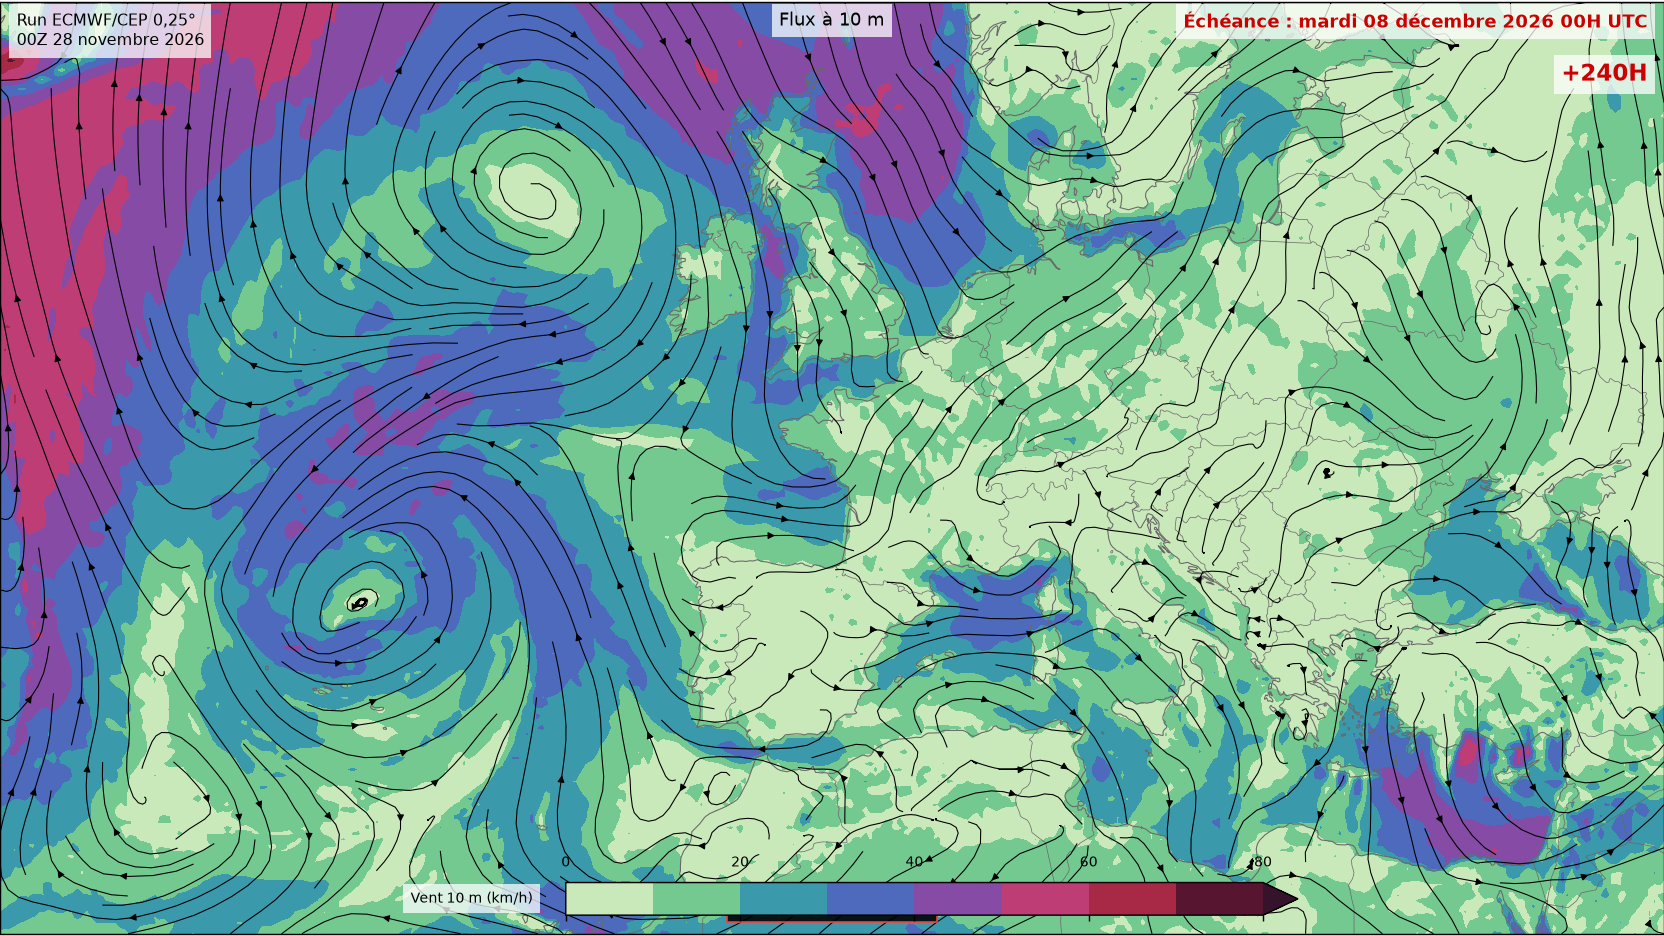 Run ECMWF/CEP 0,25°
00Z 28 novembre 2026
Flux à 10 m
Échéance : mardi 08 décembre 2026 00H UTC
+240H
Vent 10 m (km/h)
0 20 40 60 80